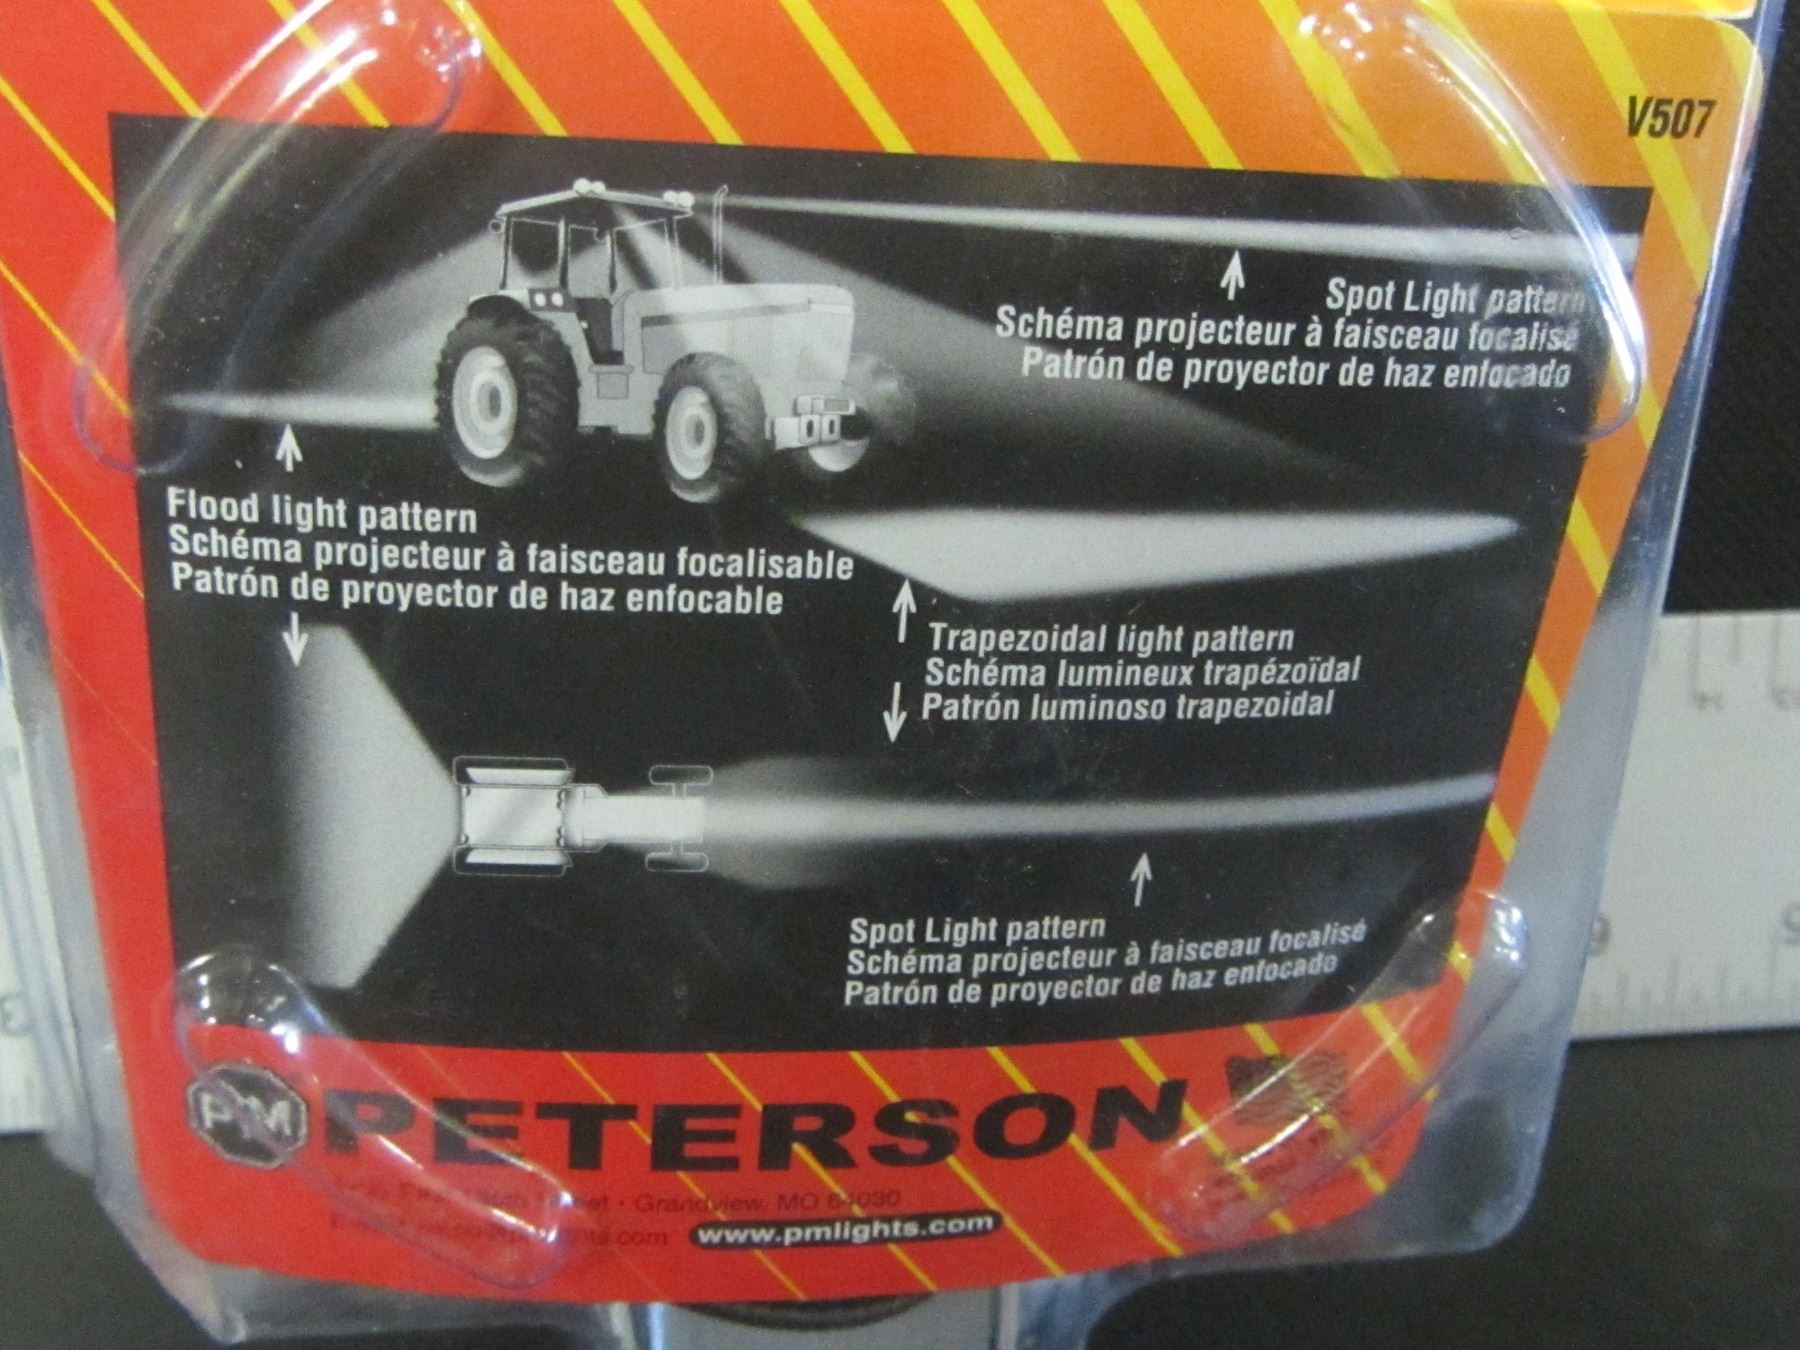 V507
Spot Light pattern
Schéma projecteur à faisceau focalisé
Patrón de proyector de haz enfocado
Flood light pattern
Schéma projecteur à faisceau focalisable
Patrón de proyector de haz enfocable
Trapezoidal light pattern
Schéma lumineux trapézoïdal
Patrón luminoso trapezoidal
Spot Light pattern
Schéma projecteur à faisceau focalisé
Patrón de proyector de haz enfocado
PM PETERSON
Street · Grandview, MO 64030
www.pmlights.com